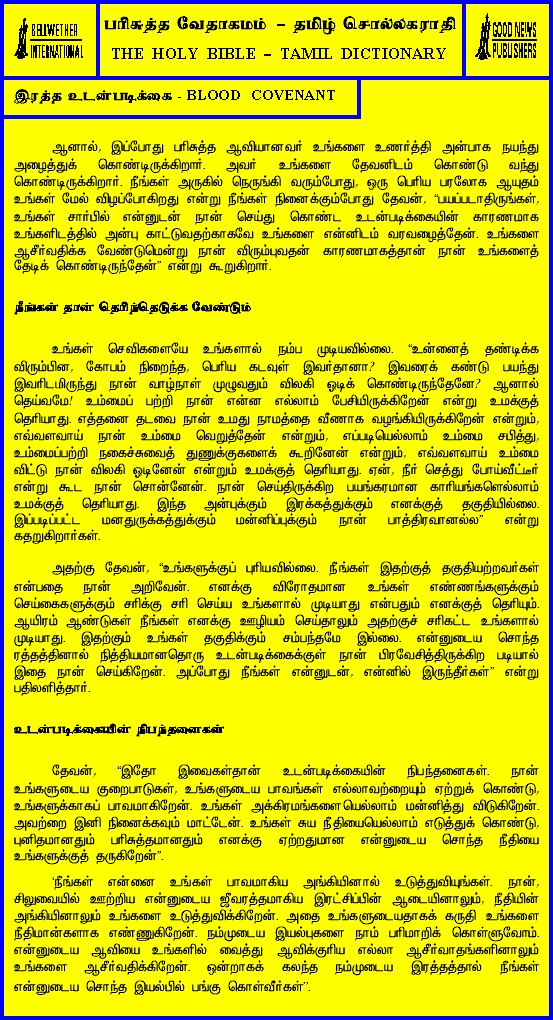 BELLWETHER
INTERNATIONAL
பரிசுத்த வேதாகமம் – தமிழ் சொல்லகராதி
THE HOLY BIBLE – TAMIL DICTIONARY
GOOD NEWS
PUBLISHERS
இரத்த உடன்படிக்கை - BLOOD COVENANT
ஆனால், இப்போது பரிசுத்த ஆவியானவர் உங்களை உணர்த்தி அன்பாக நயந்து
அழைத்துக் கொண்டிருக்கிறார். அவர் உங்களை தேவனிடம் கொண்டு வந்து
கொண்டிருக்கிறார். நீங்கள் அருகில் நெருங்கி வரும்போது, ஒரு பெரிய பரலோக ஆயுதம்
உங்கள் மேல் விழப்போகிறது என்று நீங்கள் நினைக்கும்போது தேவன், “பயப்படாதிருங்கள்,
உங்கள் சார்பில் என்னுடன் நான் செய்து கொண்ட உடன்படிக்கையின் காரணமாக
உங்களிடத்தில் அன்பு காட்டுவதற்காகவே உங்களை என்னிடம் வரவழைத்தேன். உங்களை
ஆசீர்வதிக்க வேண்டுமென்று நான் விரும்புவதன் காரணமாகத்தான் நான் உங்களைத்
தேடிக் கொண்டிருந்தேன்” என்று கூறுகிறார்.
நீங்கள் தான் தெரிந்தெடுக்க வேண்டும்
உங்கள் செவிகளையே உங்களால் நம்ப முடியவில்லை. “உன்னைத் தண்டிக்க
விரும்பின, கோபம் நிறைந்த, பெரிய கடவுள் இவர்தானா? இவரைக் கண்டு பயந்து
இவரிடமிருந்து நான் வாழ்நாள் முழுவதும் விலகி ஓடிக் கொண்டிருந்தேனே? ஆனால்
தெய்வமே! உம்மைப் பற்றி நான் என்ன எல்லாம் பேசியிருக்கிறேன் என்று உமக்குத்
தெரியாது. எத்தனை தடவை நான் உமது நாமத்தை வீணாக வழங்கியிருக்கிறேன் என்றும்,
எவ்வளவாய் நான் உம்மை வெறுத்தேன் என்றும், எப்படியெல்லாம் உம்மை சபித்து,
உம்மைப்பற்றி நகைச்சுவைத் துணுக்குகளைக் கூறினேன் என்றும், எவ்வளவாய் உம்மை
விட்டு நான் விலகி ஓடினேன் என்றும் உமக்குத் தெரியாது. ஏன், நீர் செத்து போய்வீட்டீர்
என்று கூட நான் சொன்னேன். நான் செய்திருக்கிற பயங்கரமான காரியங்களெல்லாம்
உமக்குத் தெரியாது. இந்த அன்புக்கும் இரக்கத்துக்கும் எனக்குத் தகுதியில்லை.
இப்படிப்பட்ட மனதுருக்கத்துக்கும் மன்னிப்புக்கும் நான் பாத்திரவானல்ல” என்று
கதறுகிறார்கள்.
அதற்கு தேவன், “உங்களுக்குப் புரியவில்லை. நீங்கள் இதற்குத் தகுதியற்றவர்கள்
என்பதை நான் அறிவேன். எனக்கு விரோதமான உங்கள் எண்ணங்களுக்கும்
செய்கைகளுக்கும் சரிக்கு சரி செய்ய உங்களால் முடியாது என்பதும் எனக்குத் தெரியும்.
ஆயிரம் ஆண்டுகள் நீங்கள் எனக்கு ஊழியம் செய்தாலும் அதற்குச் சரிகட்ட உங்களால்
முடியாது. இதற்கும் உங்கள் தகுதிக்கும் சம்பந்தமே இல்லை. என்னுடைய சொந்த
ரத்தத்தினால் நித்தியமானதொரு உடன்படிக்கைக்குள் நான் பிரவேசித்திருக்கிற படியால்
இதை நான் செய்கிறேன். அப்போது நீங்கள் என்னுடன், என்னில் இருந்தீர்கள்” என்று
பதிலளித்தார்.
உடன்படிக்கையின் நிபந்தனைகள்
தேவன், “இதோ இவைகள்தான் உடன்படிக்கையின் நிபந்தனைகள். நான்
உங்களுடைய குறைபாடுகள், உங்களுடைய பாவங்கள் எல்லாவற்றையும் ஏற்றுக் கொண்டு,
உங்களுக்காகப் பாவமாகிறேன். உங்கள் அக்கிரமங்களையெல்லாம் மன்னித்து விடுகிறேன்.
அவற்றை இனி நினைக்கவும் மாட்டேன். உங்கள் சுய நீதியையெல்லாம் எடுத்துக் கொண்டு,
புனிதமானதும் பரிசுத்தமானதும் எனக்கு ஏற்றதுமான என்னுடைய சொந்த நீதியை
உங்களுக்குத் தருகிறேன்”.
‘நீங்கள் என்னை உங்கள் பாவமாகிய அங்கியினால் உடுத்துவியுங்கள். நான்,
சிலுவையில் ஊற்றிய என்னுடைய ஜீவரத்தமாகிய இரட்சிப்பின் ஆடையினாலும், நீதியின்
அங்கியினாலும் உங்களை உடுத்துவிக்கிறேன். அதை உங்களுடையதாகக் கருதி உங்களை
நீதிமான்களாக எண்ணுகிறேன். நம்முடைய இயல்புகளை நாம் பரிமாறிக் கொள்ளுவோம்.
என்னுடைய ஆவியை உங்களில் வைத்து ஆவிக்குரிய எல்லா ஆசீர்வாதங்களினாலும்
உங்களை ஆசீர்வதிக்கிறேன். ஒன்றாகக் கலந்த நம்முடைய இரத்தத்தால் நீங்கள்
என்னுடைய சொந்த இயல்பில் பங்கு கொள்வீர்கள்”.